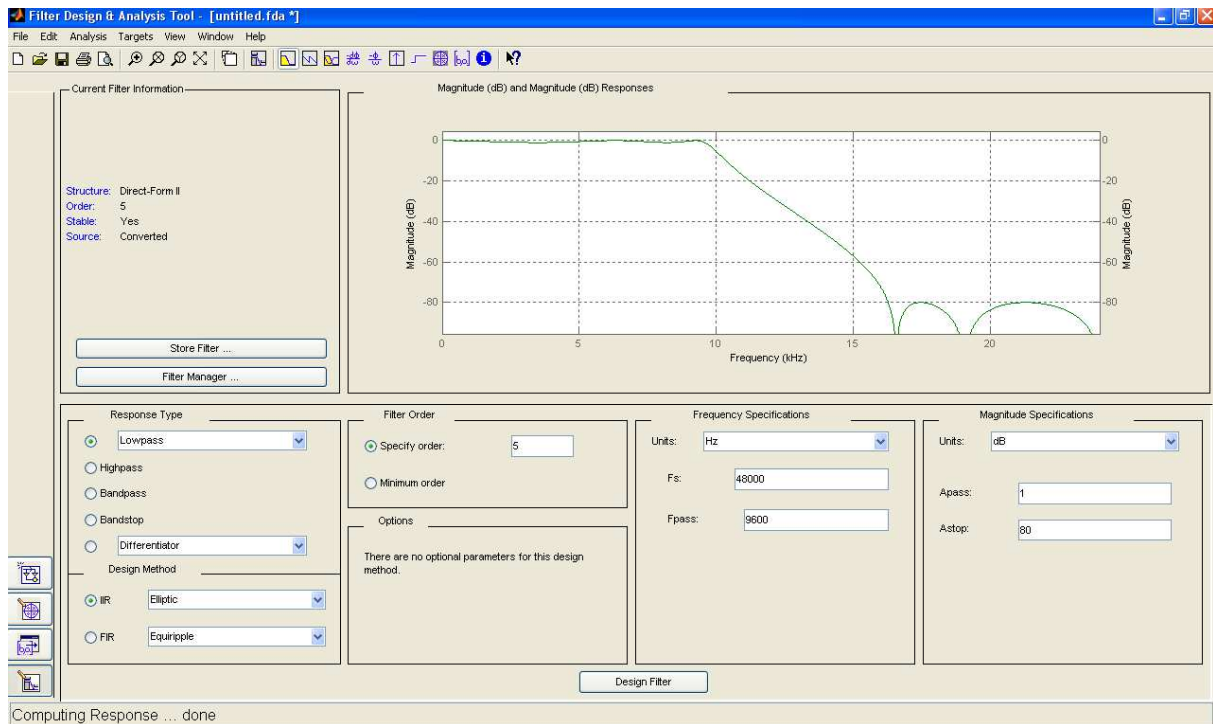 Filter Design & Analysis Tool - [untitled.fda *]
File Edit Analysis Targets View Window Help
Current Filter Information
Structure: Direct-Form II
Order: 5
Stable: Yes
Source: Converted
Store Filter ...
Filter Manager ...
Magnitude (dB) and Magnitude (dB) Responses
0
-20
-40
-60
-80
Magnitude (dB)
0
-20
-40
-60
-80
Magnitude (dB)
0 5 10 15 20
Frequency (kHz)
Response Type
Lowpass
Highpass
Bandpass
Bandstop
Differentiator
Design Method
IIR Elliptic
FIR Equiripple
Filter Order
Specify order: 5
Minimum order
Options
There are no optional parameters for this design
method.
Frequency Specifications
Units: Hz
Fs: 48000
Fpass: 9600
Magnitude Specifications
Units: dB
Apass: 1
Astop: 80
Design Filter
Computing Response ... done